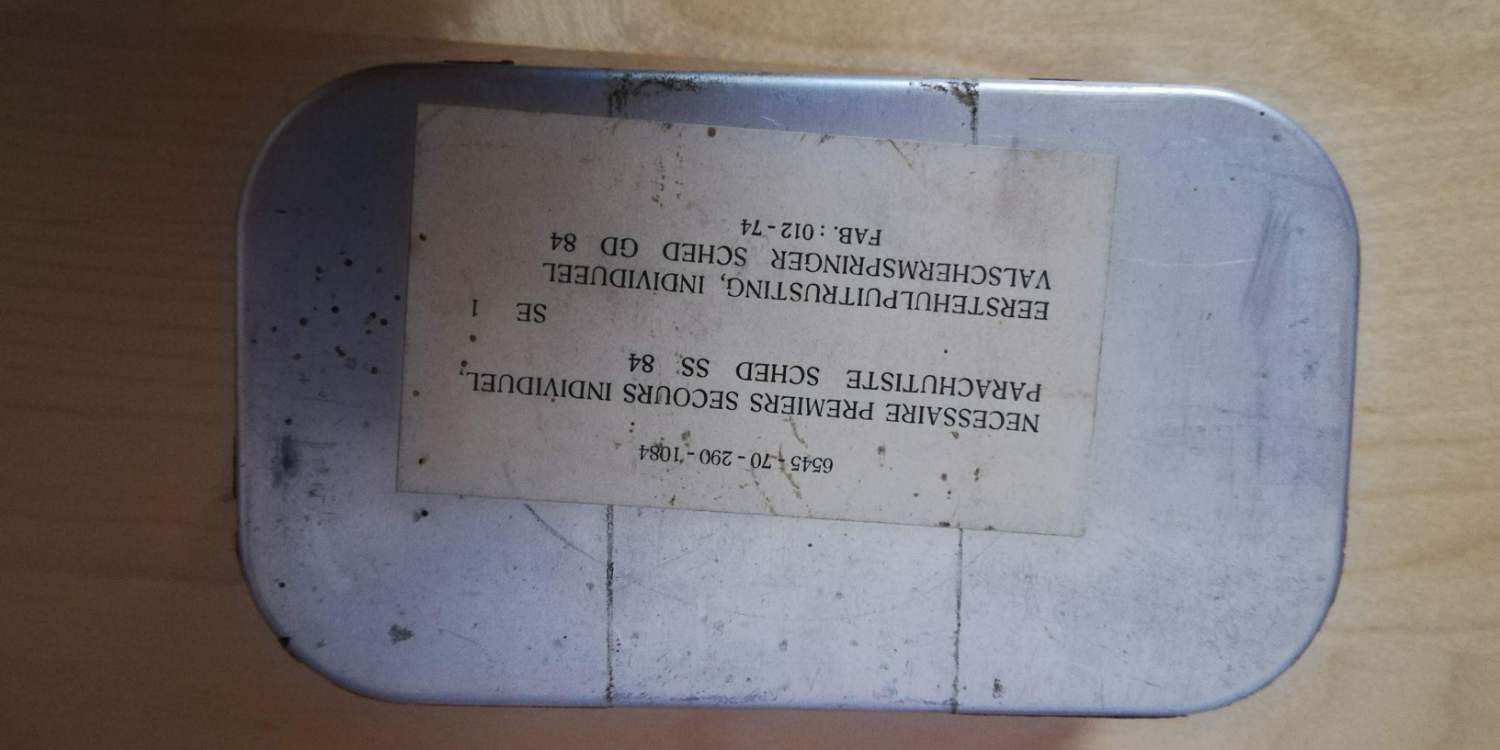 6545 - 70 - 290 - 1084
NECESSAIRE PREMIERS SECOURS INDIVIDUEL,
PARACHUTISTE SCHED SS 84
SE 1
EERSTEHULPUITRUSTING, INDIVIDUEEL
VALSCHERMSPRINGER SCHED GD 84
FAB. : 012 - 74